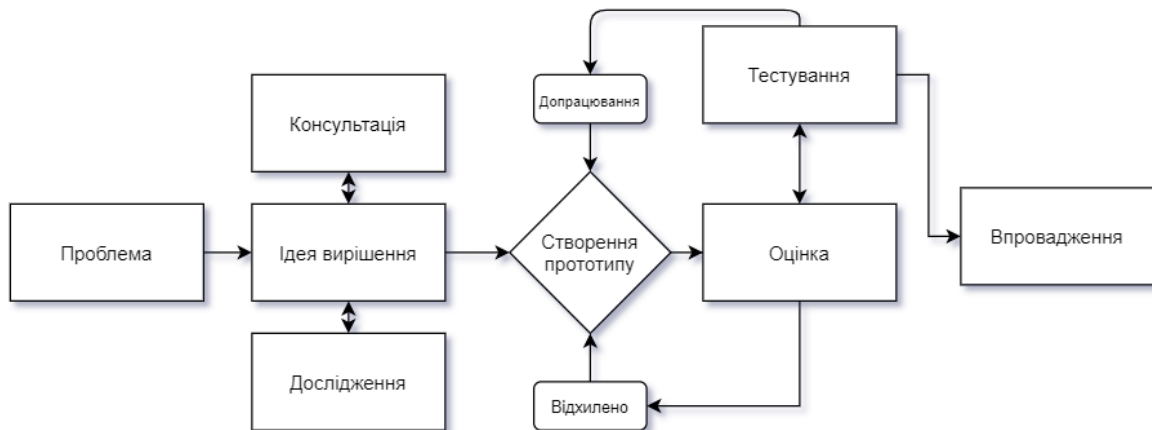 Тестування
Допрацювання
Консультація
Проблема
Ідея вирішення
Створення
прототипу
Оцінка
Впровадження
Дослідження
Відхилено